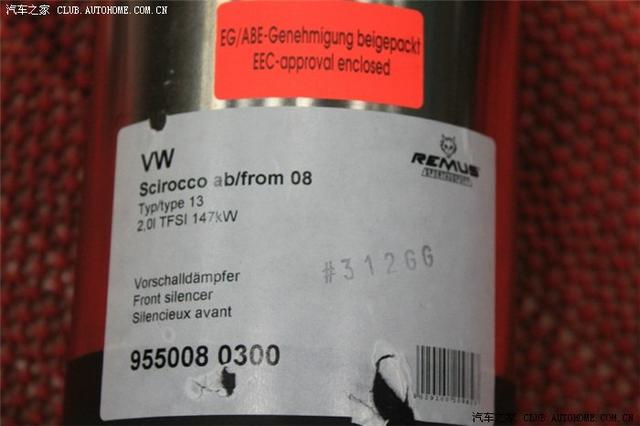 汽车之家 CLUB.AUTOHOME.COM.CN
EG/ABE-Genehmigung beigepackt
EEC-approval enclosed
VW
Scirocco ab/from 08
Typ/type 13
2,0l TFSI 147kW
REMUS
#312GG
Vorschalldämpfer
Front silencer
Silencieux avant
955008 0300
汽车之家 CLUB.AUTOHOME.COM.CN